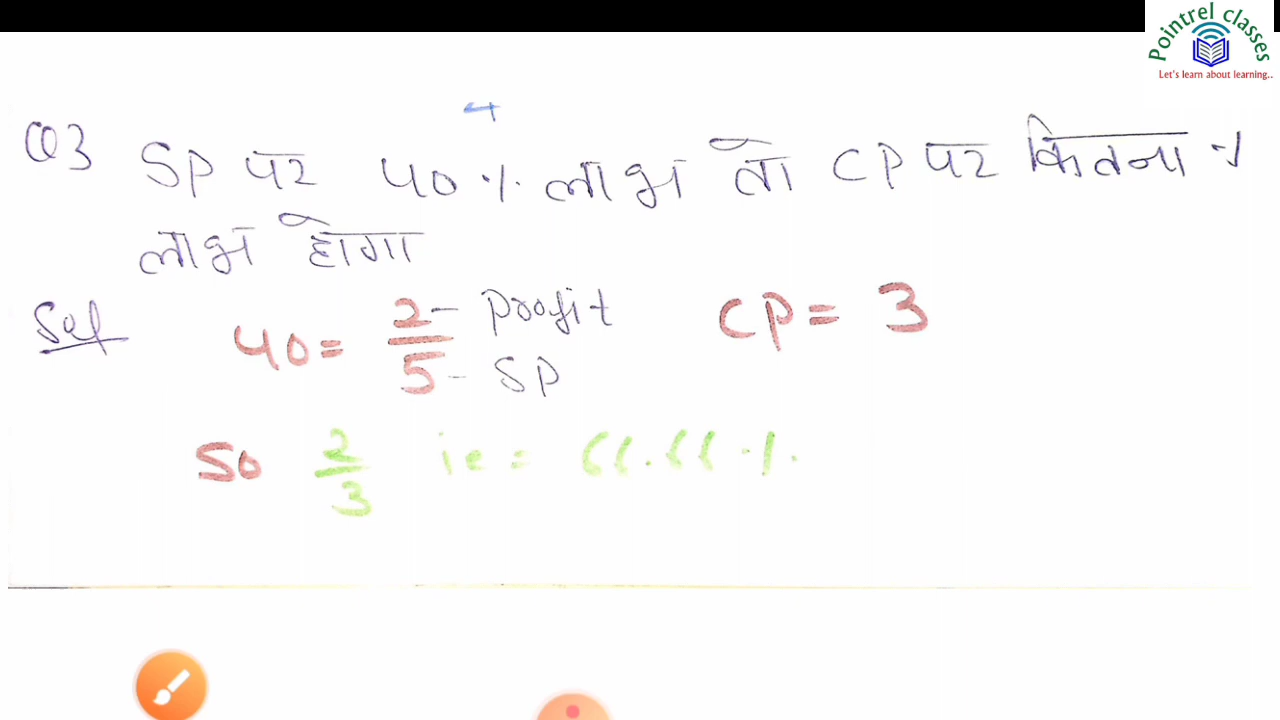 Pointrel classes
Let's learn about learning..
Q3 SP पर 40% लाभ तो CP पर कितना %
लाभ होगा
Sol 40 = 2/5 - Profit - SP CP = 3
So 2/3 ie = 66.66%.